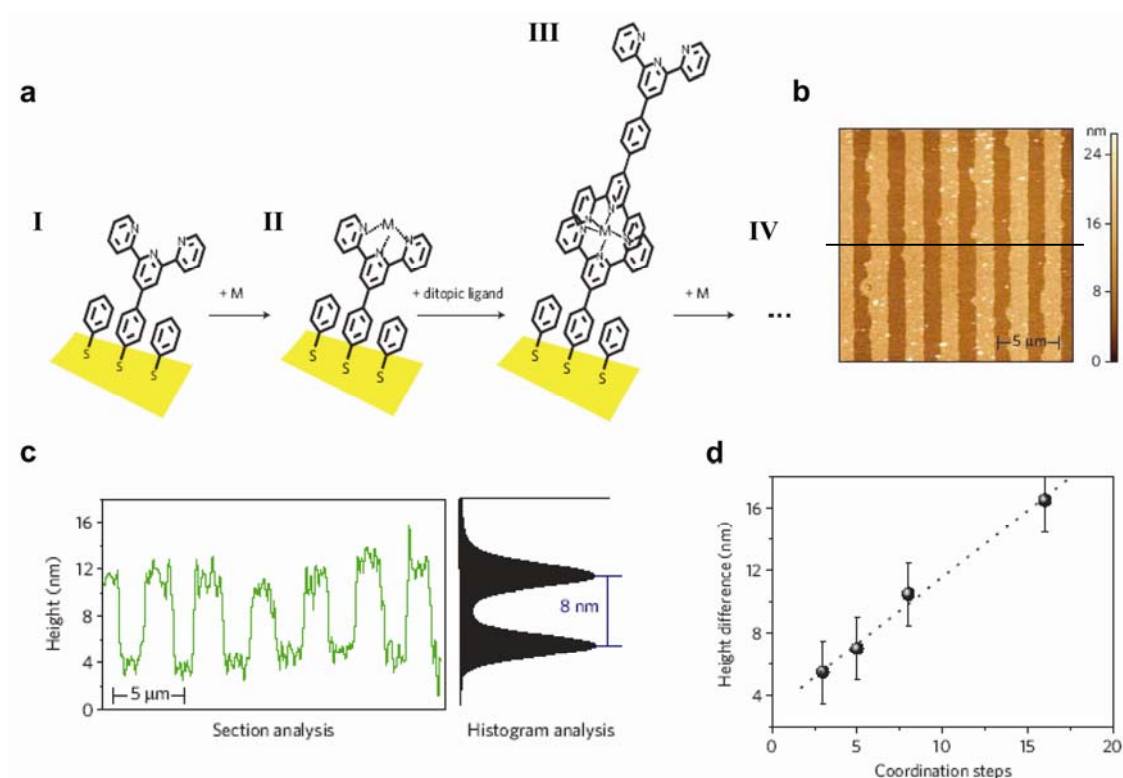 a
I
N
N
N
S
S
S
+ M
II
N
M
N
N
S
S
S
+ ditopic ligand
III
N
N
N
N
N
N
M
N
N
N
S
S
S
+ M
IV
...
b
nm
24
16
8
0
5 µm
c
Height (nm)
16
12
8
4
0
5 µm
Section analysis
8 nm
Histogram analysis
d
Height difference (nm)
16
12
8
4
0
5
10
15
20
Coordination steps